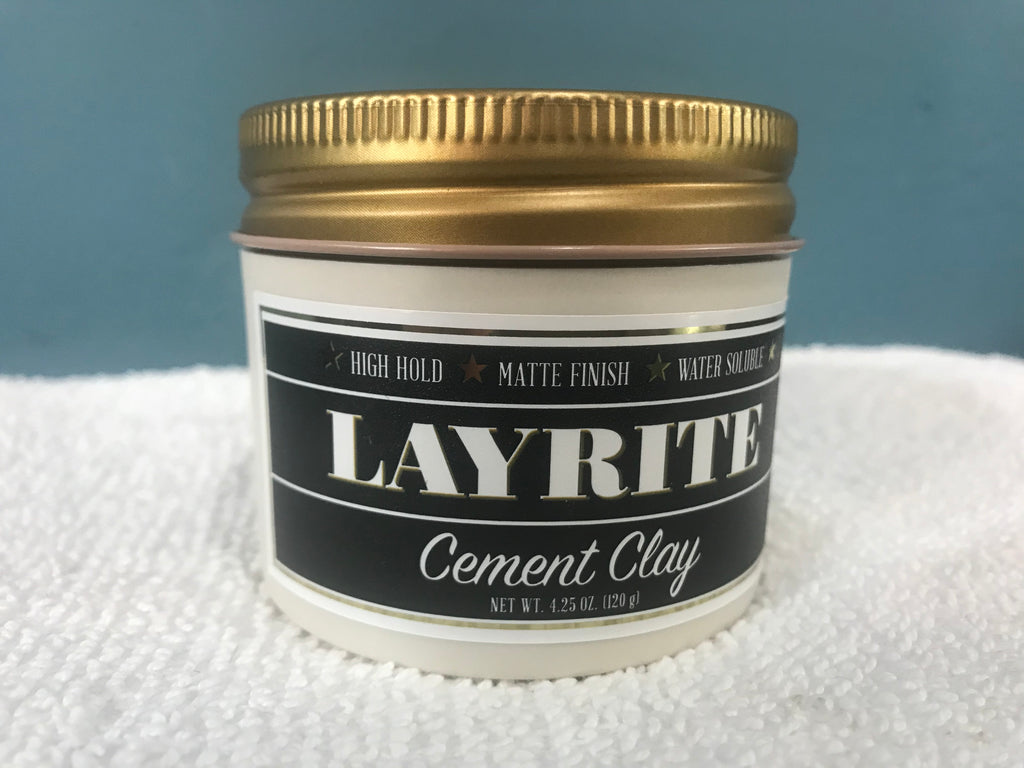 HIGH HOLD ★ MATTE FINISH ★ WATER SOLUBLE
LAYRITE
Cement Clay
NET WT. 4.25 OZ. (120 g)